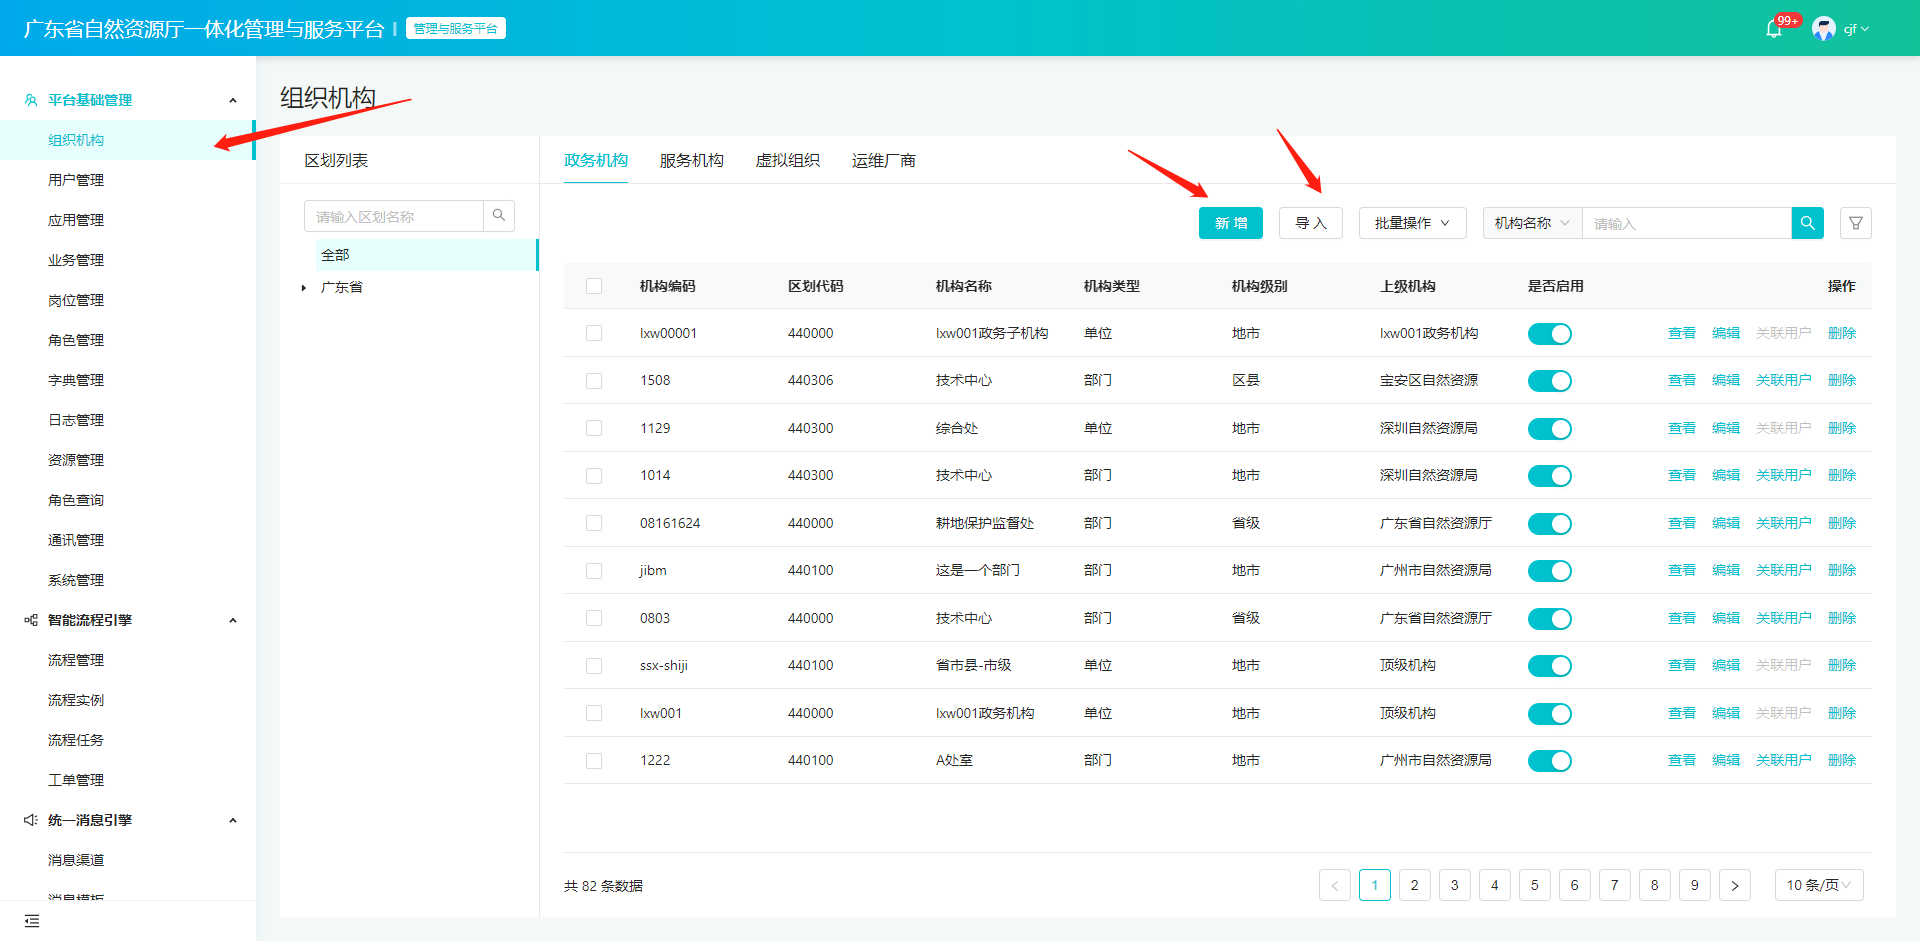 广东省自然资源厅一体化管理与服务平台 | 管理与服务平台
99+
cjf
平台基础管理
组织机构
用户管理
应用管理
业务管理
岗位管理
角色管理
字典管理
日志管理
资源管理
角色查询
通讯管理
系统管理
智能流程引擎
流程管理
流程实例
流程任务
工单管理
统一消息引擎
消息渠道
消息模板
组织机构
区划列表
请输入区划名称
全部
广东省
政务机构 服务机构 虚拟组织 运维厂商
新增 导入 批量操作 机构名称 请输入
机构编码 区划代码 机构名称 机构类型 机构级别 上级机构 是否启用 操作
lxw00001 440000 lxw001政务子机构 单位 地市 lxw001政务机构 查看 编辑 关联用户 删除
1508 440306 技术中心 部门 区县 宝安区自然资源 查看 编辑 关联用户 删除
1129 440300 综合处 单位 地市 深圳自然资源局 查看 编辑 关联用户 删除
1014 440300 技术中心 部门 地市 深圳自然资源局 查看 编辑 关联用户 删除
08161624 440000 耕地保护监督处 部门 省级 广东省自然资源厅 查看 编辑 关联用户 删除
jibm 440100 这是一个部门 部门 地市 广州市自然资源局 查看 编辑 关联用户 删除
0803 440000 技术中心 部门 省级 广东省自然资源厅 查看 编辑 关联用户 删除
ssx-shiji 440100 省市县-市级 单位 地市 顶级机构 查看 编辑 关联用户 删除
lxw001 440000 lxw001政务机构 单位 地市 顶级机构 查看 编辑 关联用户 删除
1222 440100 A处室 部门 地市 广州市自然资源局 查看 编辑 关联用户 删除
共 82 条数据
< 1 2 3 4 5 6 7 8 9 > 10 条/页